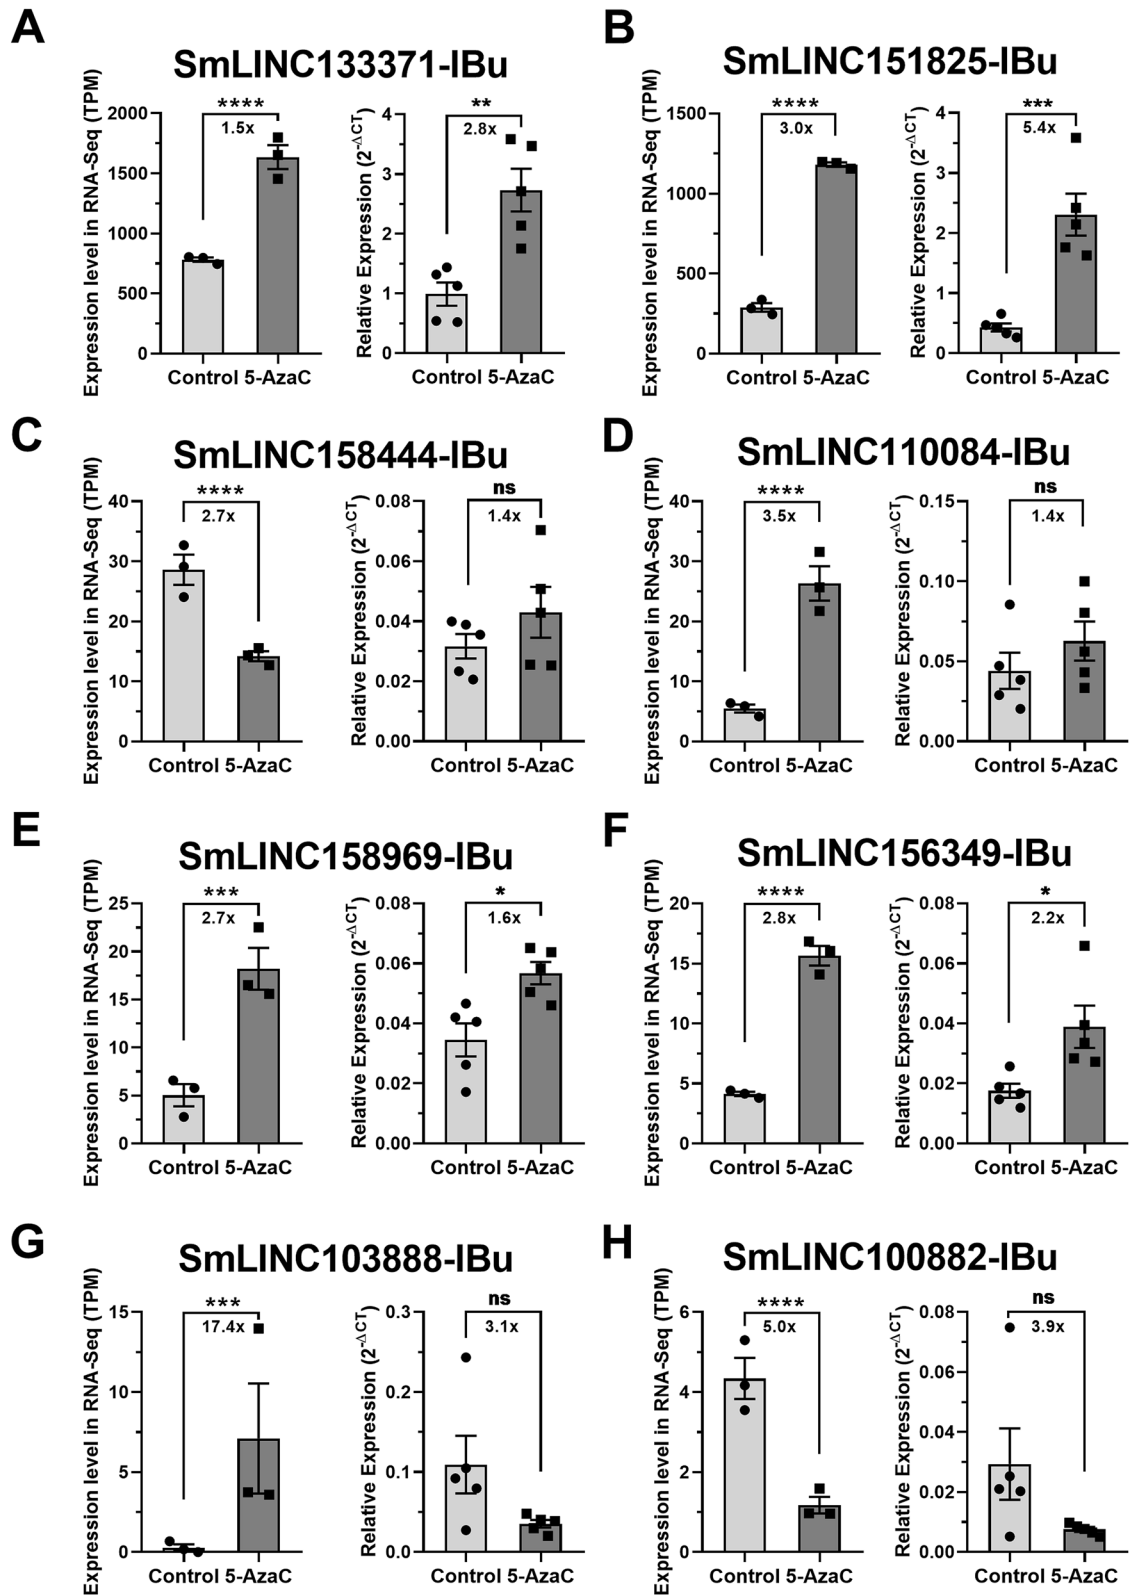 A
SmLINC133371-IBu
Expression level in RNA-Seq (TPM)
2000
1500
1000
500
0
****
1.5x
Control 5-AzaC
Relative Expression (2-ΔCT)
4
3
2
1
0
**
2.8x
Control 5-AzaC
B
SmLINC151825-IBu
Expression level in RNA-Seq (TPM)
1500
1000
500
0
****
3.0x
Control 5-AzaC
Relative Expression (2-ΔCT)
4
3
2
1
0
***
5.4x
Control 5-AzaC
C
SmLINC158444-IBu
Expression level in RNA-Seq (TPM)
40
30
20
10
0
****
2.7x
Control 5-AzaC
Relative Expression (2-ΔCT)
0.08
0.06
0.04
0.02
0.00
ns
1.4x
Control 5-AzaC
D
SmLINC110084-IBu
Expression level in RNA-Seq (TPM)
40
30
20
10
0
****
3.5x
Control 5-AzaC
Relative Expression (2-ΔCT)
0.15
0.10
0.05
0.00
ns
1.4x
Control 5-AzaC
E
SmLINC158969-IBu
Expression level in RNA-Seq (TPM)
25
20
15
10
5
0
***
2.7x
Control 5-AzaC
Relative Expression (2-ΔCT)
0.08
0.06
0.04
0.02
0.00
*
1.6x
Control 5-AzaC
F
SmLINC156349-IBu
Expression level in RNA-Seq (TPM)
20
15
10
5
0
****
2.8x
Control 5-AzaC
Relative Expression (2-ΔCT)
0.08
0.06
0.04
0.02
0.00
*
2.2x
Control 5-AzaC
G
SmLINC103888-IBu
Expression level in RNA-Seq (TPM)
15
10
5
0
***
17.4x
Control 5-AzaC
Relative Expression (2-ΔCT)
0.3
0.2
0.1
0.0
ns
3.1x
Control 5-AzaC
H
SmLINC100882-IBu
Expression level in RNA-Seq (TPM)
6
4
2
0
****
5.0x
Control 5-AzaC
Relative Expression (2-ΔCT)
0.08
0.06
0.04
0.02
0.00
ns
3.9x
Control 5-AzaC